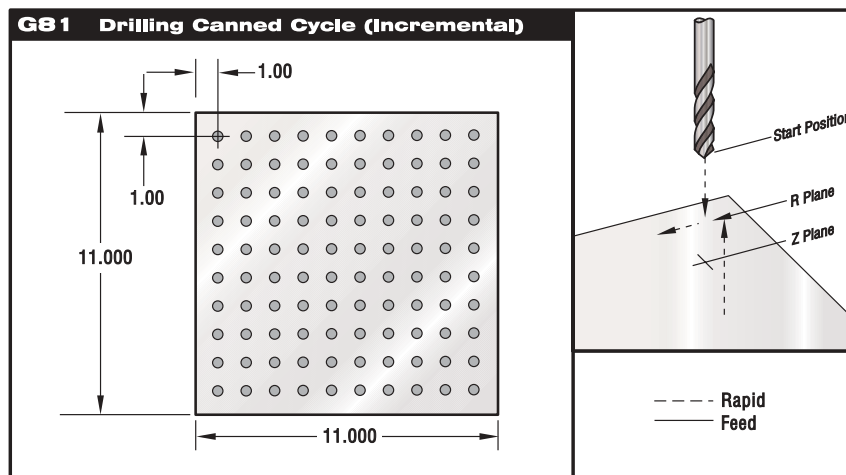 G81 Drilling Canned Cycle (Incremental)
1.00
1.00
11.000
11.000
Start Position
R Plane
Z Plane
Rapid
Feed